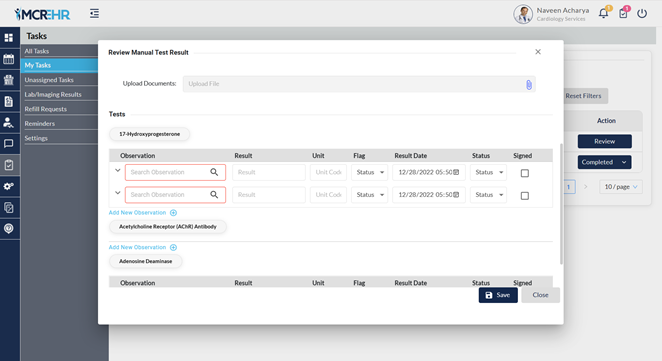 MCREHR
Naveen Acharya
Cardiology Services
Tasks
All Tasks
My Tasks
Unassigned Tasks
Lab/Imaging Results
Refill Requests
Reminders
Settings
Review Manual Test Result
Upload Documents: Upload File
Tests
17-Hydroxyprogesterone
Observation Result Unit Flag Result Date Status Signed
Search Observation Result Unit Code Status 12/28/2022 05:50 Status
Search Observation Result Unit Code Status 12/28/2022 05:50 Status
Add New Observation
Acetylcholine Receptor (AChR) Antibody
Add New Observation
Adenosine Deaminase
Observation Result Unit Flag Result Date Status Signed
Save Close
Reset Filters
Action
Review
Completed
1 10 / page